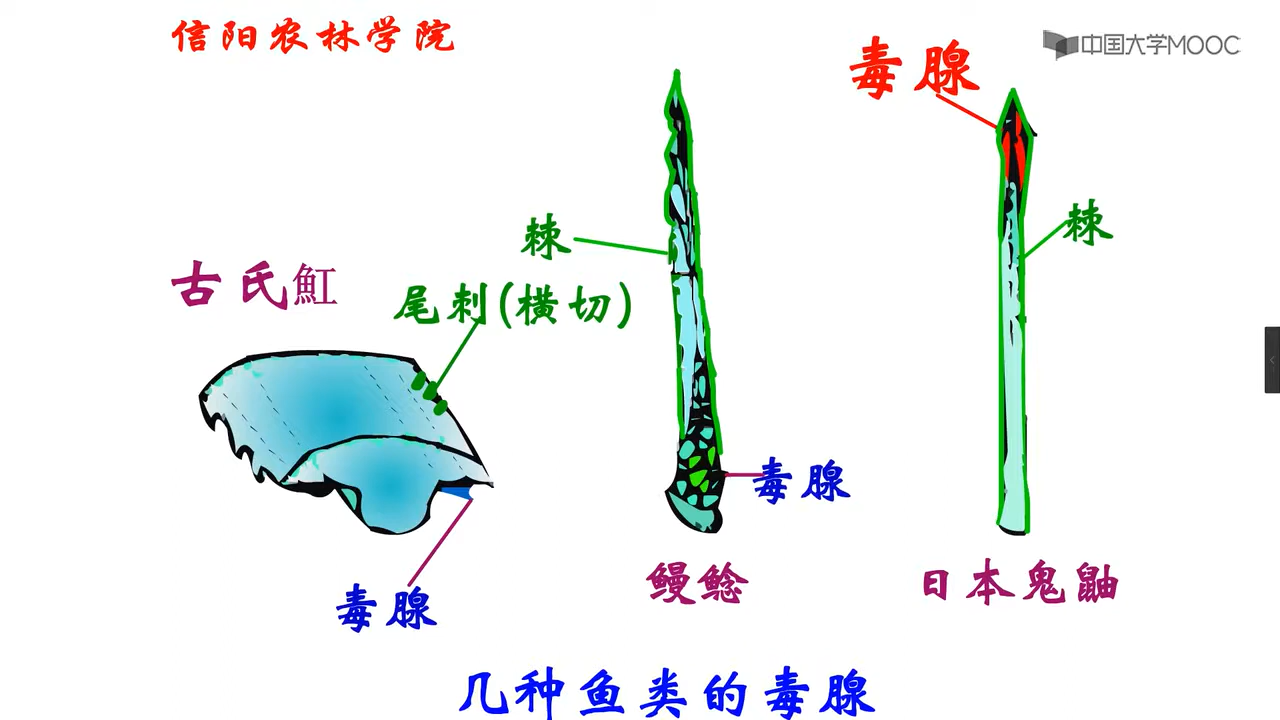 信阳农林学院
中国大学MOOC
毒腺
棘
棘
古氏魟
尾刺(横切)
毒腺
鳗鲶
日本鬼鼬
毒腺
几种鱼类的毒腺